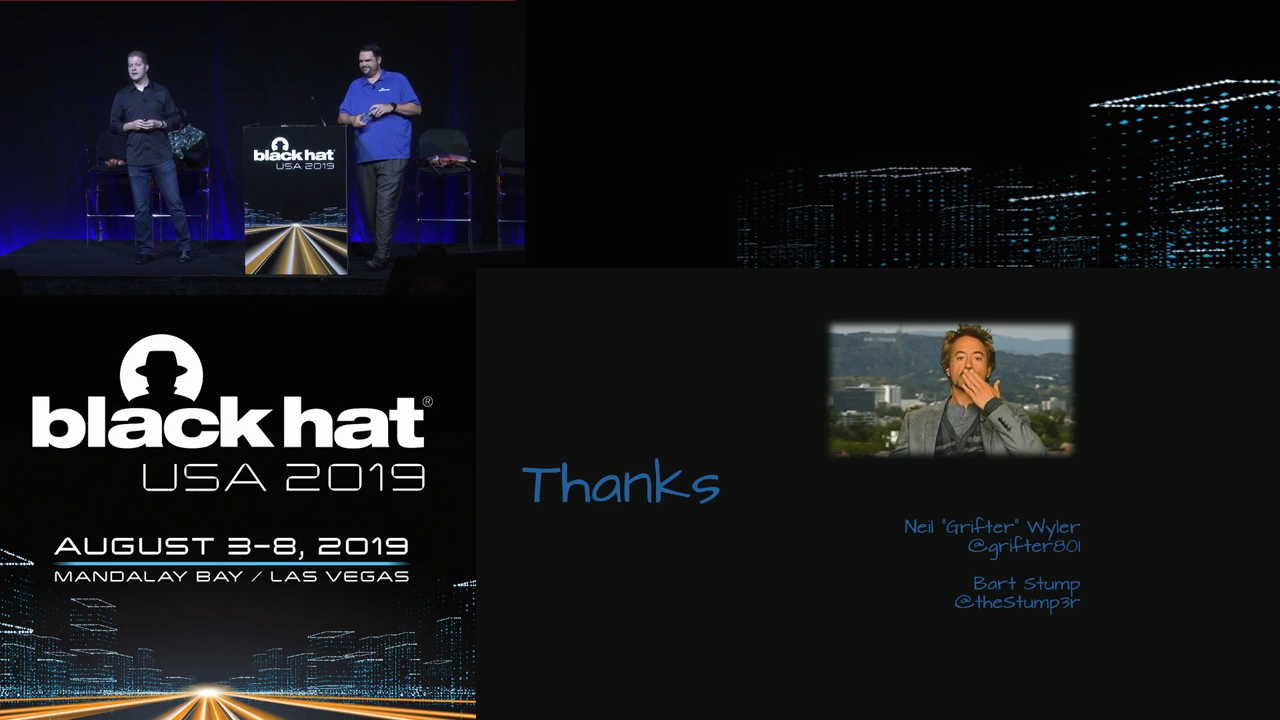 black hat
USA 2019
black hat®
USA 2019
AUGUST 3-8, 2019
MANDALAY BAY / LAS VEGAS
Thanks
Neil "Grifter" Wyler
@grifter801
Bart Stump
@theStump3r